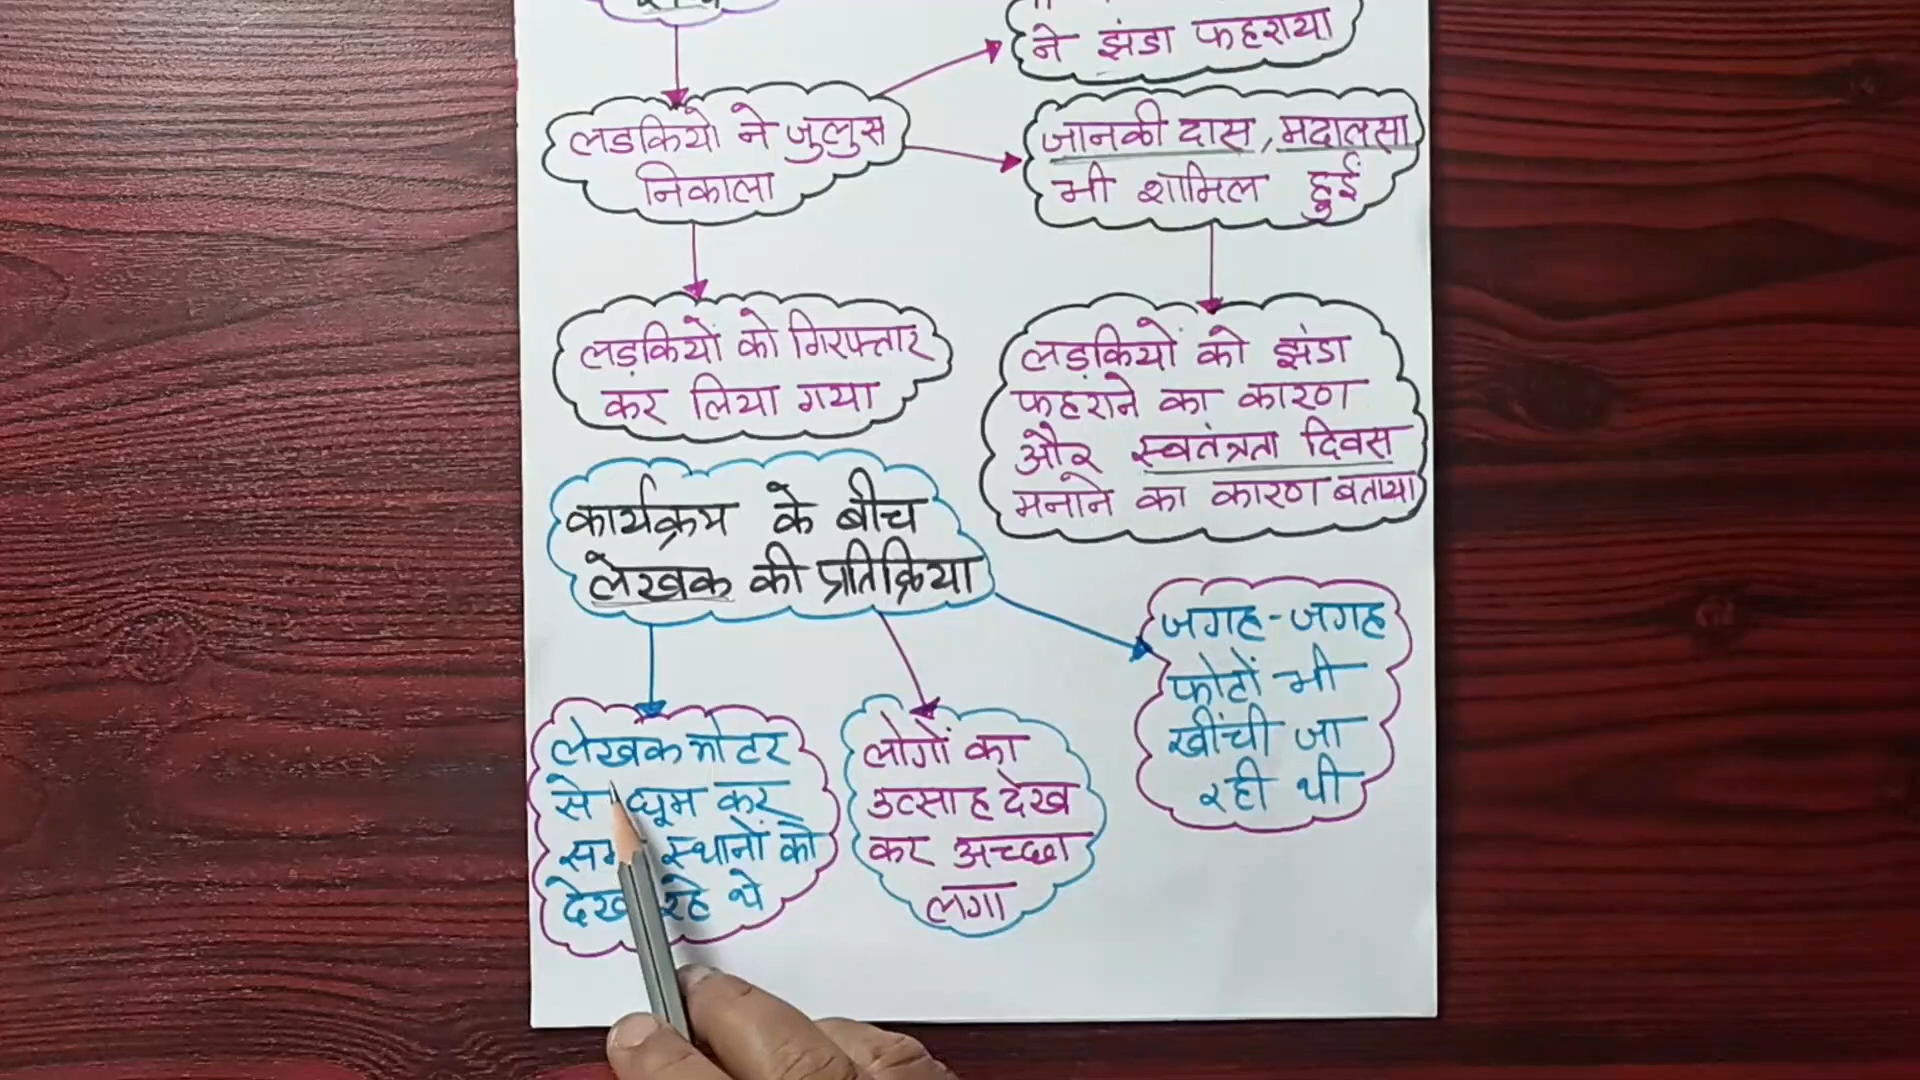 ने झंडा फहराया
लडकियो ने जुलुस
निकाला
जानकी दास, मदालसा
भी शामिल हुई
लड़कियों को गिरफ्तार
कर लिया गया
लड़कियों को झंडा
फहराने का कारण
और स्वतंत्रता दिवस
मनाने का कारण बताया
कार्यक्रम के बीच
लेखक की प्रतिक्रिया
लेखक मोटर
से घूम कर
स्थानों को
देख रहे थे
लोगों का
उत्साह देख
कर अच्छा
लगा
जगह-जगह
फोटों भी
खींची जा
रही थी